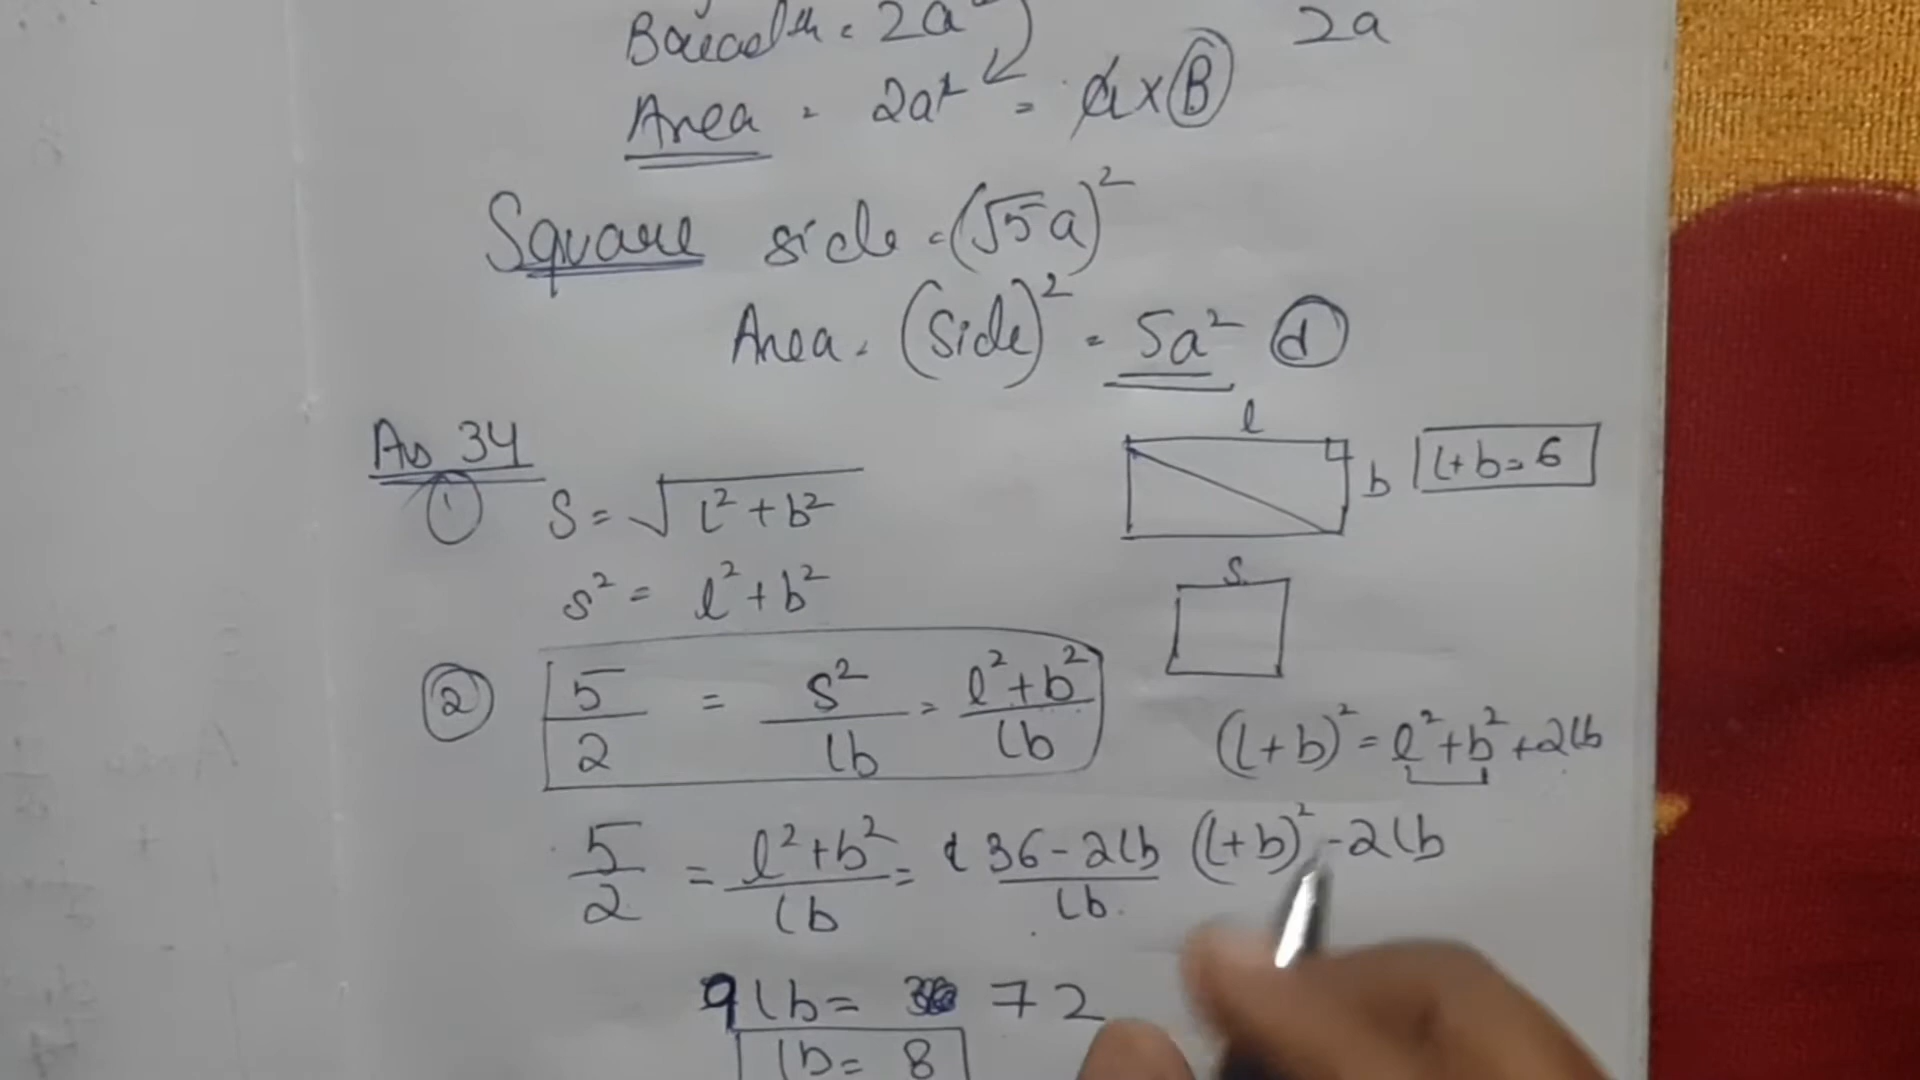 Breadth = 2a 2a
Area = 2a² = a × B
Square side = (√5a)²
Area = (Side)² = 5a² d
As 34
l
b l+b=6
① S = √l²+b²
s² = l²+b²
S
② 5/2 = S²/lb = l²+b²/lb
(l+b)² = l²+b²+2lb
5/2 = l²+b²/lb = 36-2lb/lb (l+b)²-2lb
9lb = 72
lb = 8